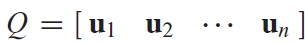 Q = [ u₁ u₂ ⋯ uₙ ]